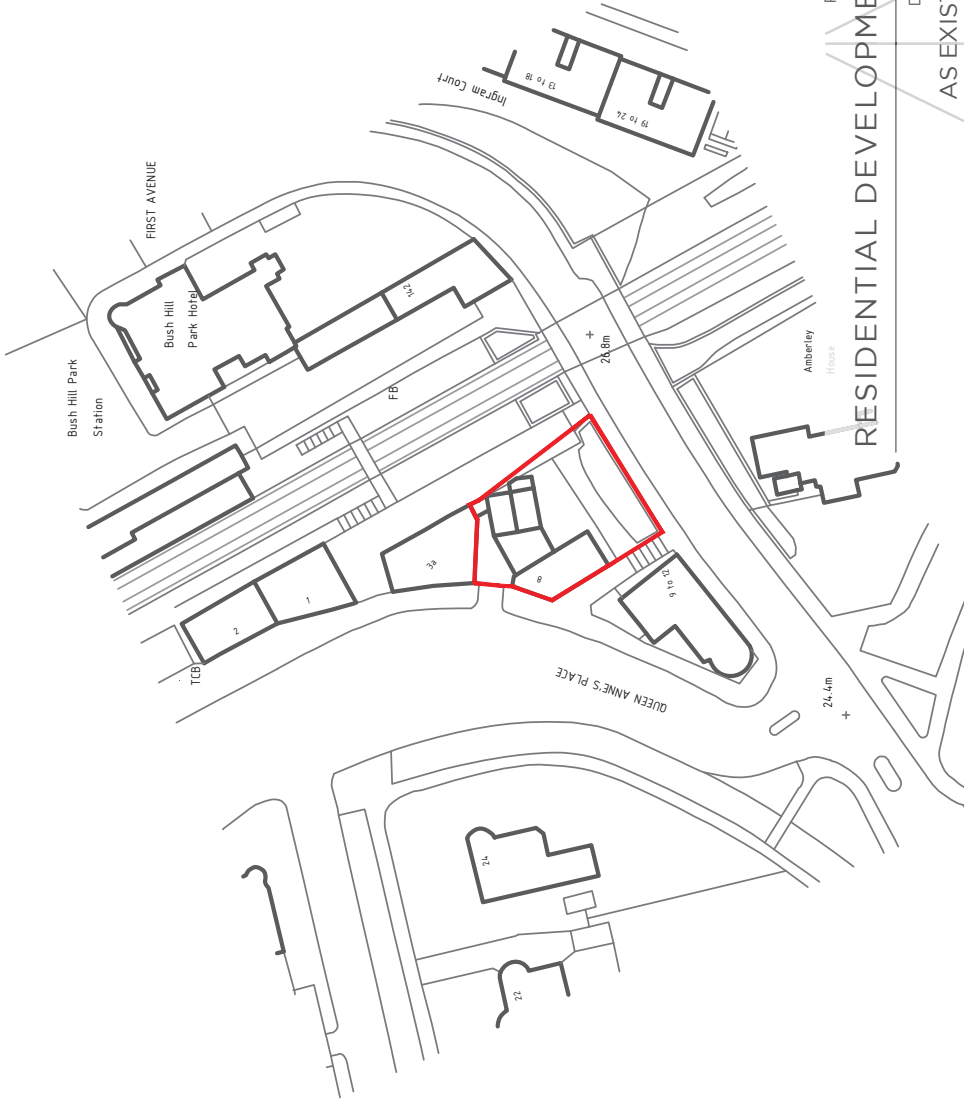 FIRST AVENUE
Bush Hill Park
Station
Bush Hill
Park Hotel
142
FB
Ingram Court
13 to 18
19 to 24
26.8m
Amberley
House
3a
8
1
2
TCB
9 to 12
QUEEN ANNE'S PLACE
24.4m
24
22
RESIDENTIAL DEVELOPME
AS EXIST